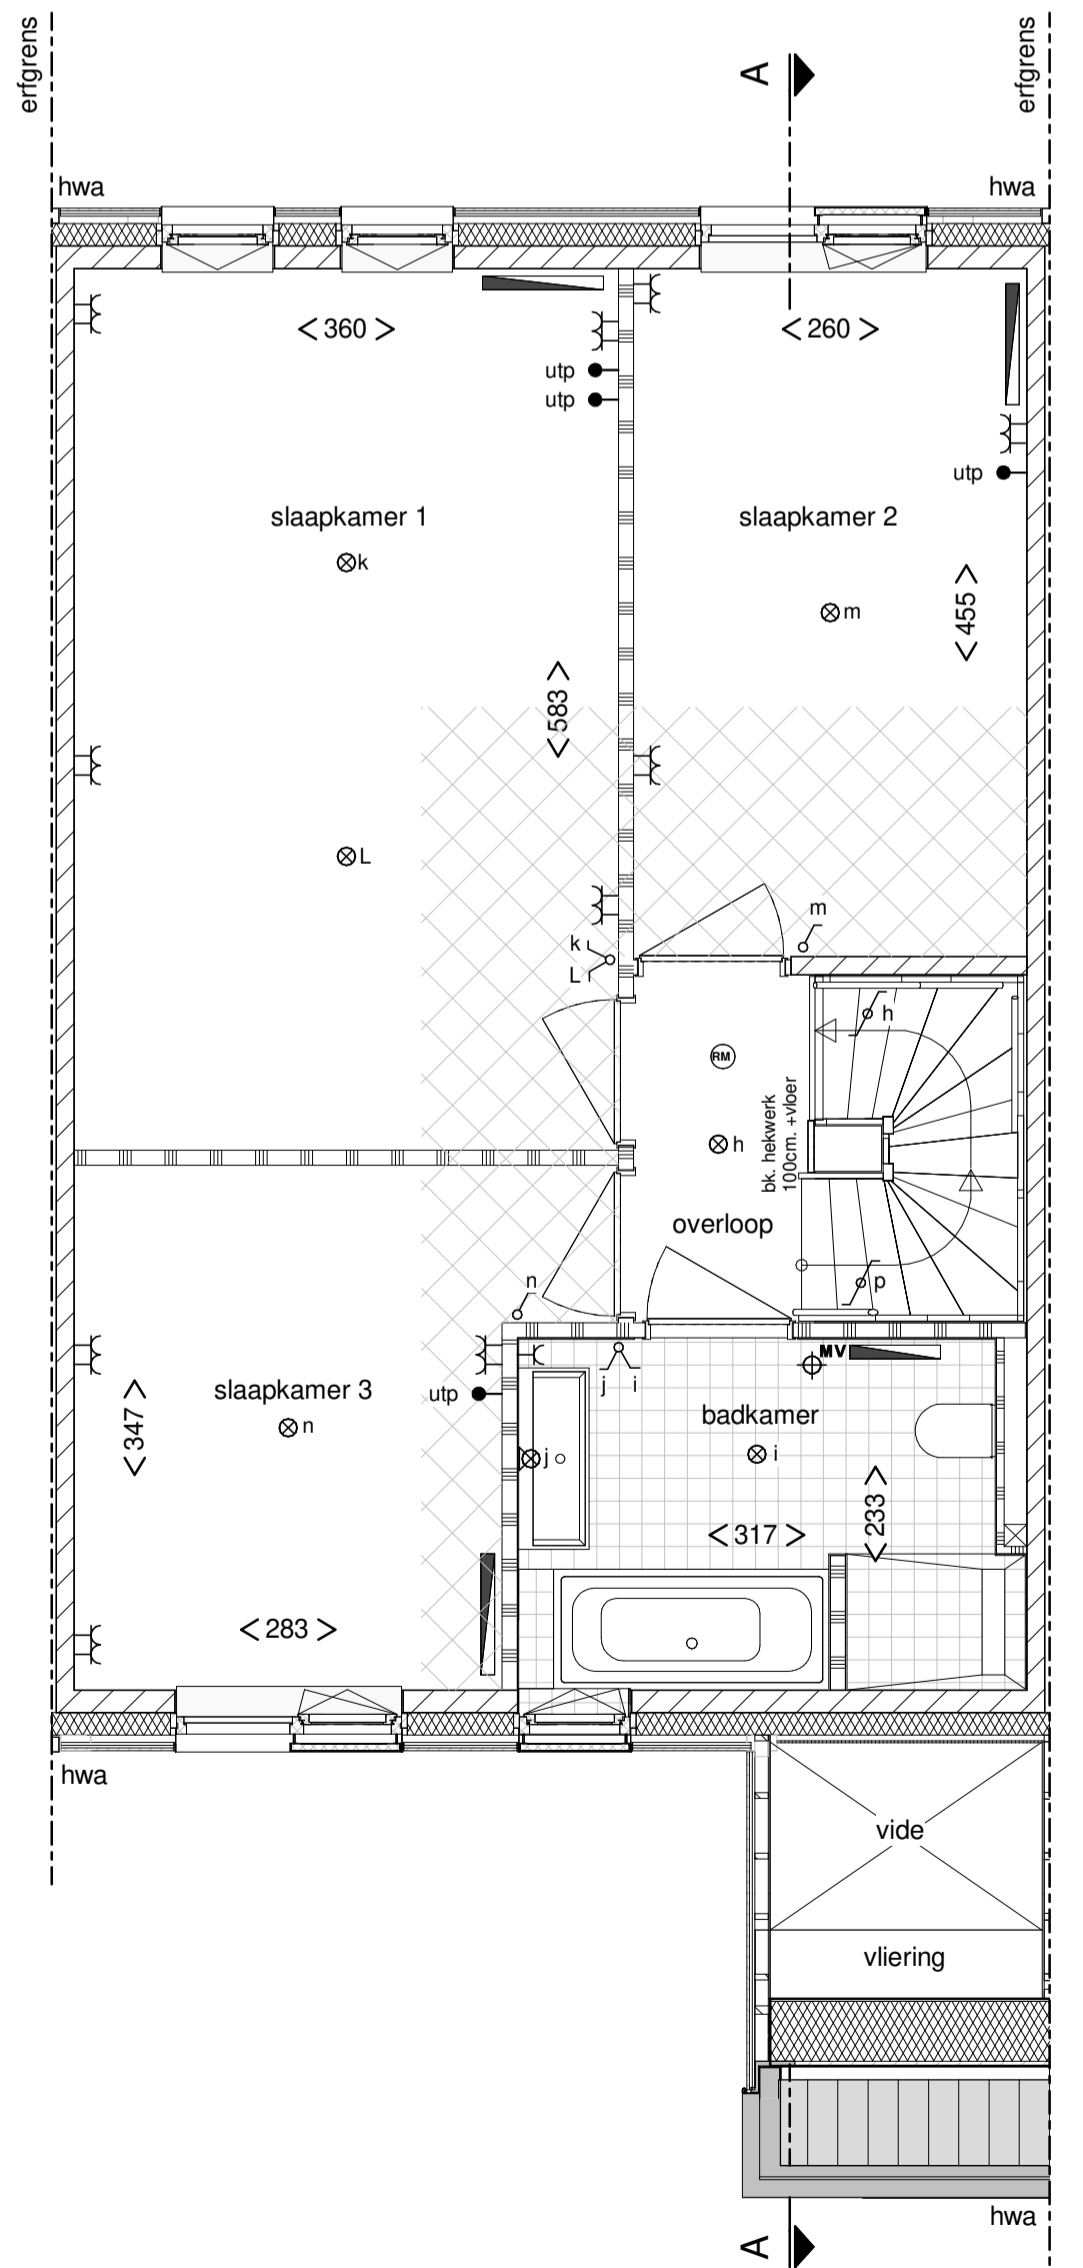 erfgrens
erfgrens
A
hwa
hwa
< 360 >
< 260 >
utp
utp
utp
slaapkamer 1
slaapkamer 2
k
m
< 455 >
< 583 >
L
m
k
L
h
RM
bk. hekwerk
100cm. +vloer
h
overloop
n
p
MV
j i
slaapkamer 3
utp
badkamer
n
j
i
< 347 >
< 317 >
< 233 >
< 283 >
hwa
vide
vliering
hwa
A